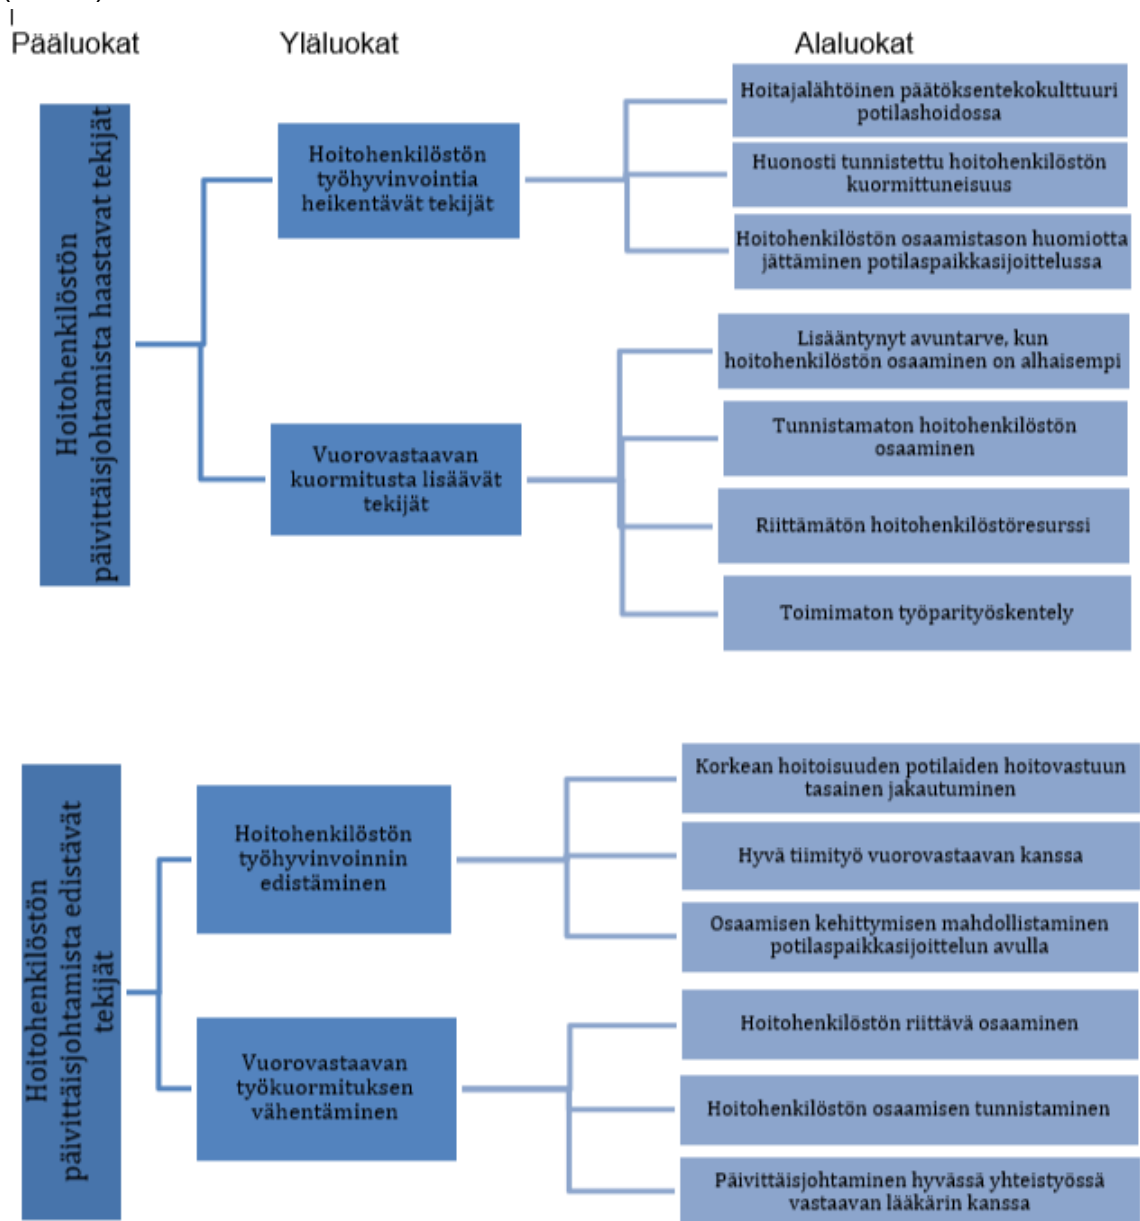 Pääluokat
Yläluokat
Alaluokat
Hoitohenkilöstön
päivittäisjohtamista haastavat tekijät
Hoitohenkilöstön
työhyvinvointia
heikentävät tekijät
Hoitajalähtöinen päätöksentekokulttuuri
potilashoidossa
Huonosti tunnistettu hoitohenkilöstön
kuormittuneisuus
Hoitohenkilöstön osaamistason huomiotta
jättäminen potilaspaikkasijoittelussa
Vuorovastaavan
kuormitusta lisäävät
tekijät
Lisääntynyt avuntarve, kun
hoitohenkilöstön osaaminen on alhaisempi
Tunnistamaton hoitohenkilöstön
osaaminen
Riittämätön hoitohenkilöstöresurssi
Toimimaton työparityöskentely
Hoitohenkilöstön
päivittäisjohtamista edistävät
tekijät
Hoitohenkilöstön
työhyvinvoinnin
edistäminen
Korkean hoitoisuuden potilaiden hoitovastuun
tasainen jakautuminen
Hyvä tiimityö vuorovastaavan kanssa
Osaamisen kehittymisen mahdollistaminen
potilaspaikkasijoittelun avulla
Vuorovastaavan
työkuormituksen
vähentäminen
Hoitohenkilöstön riittävä osaaminen
Hoitohenkilöstön osaamisen tunnistaminen
Päivittäisjohtaminen hyvässä yhteistyössä
vastaavan lääkärin kanssa